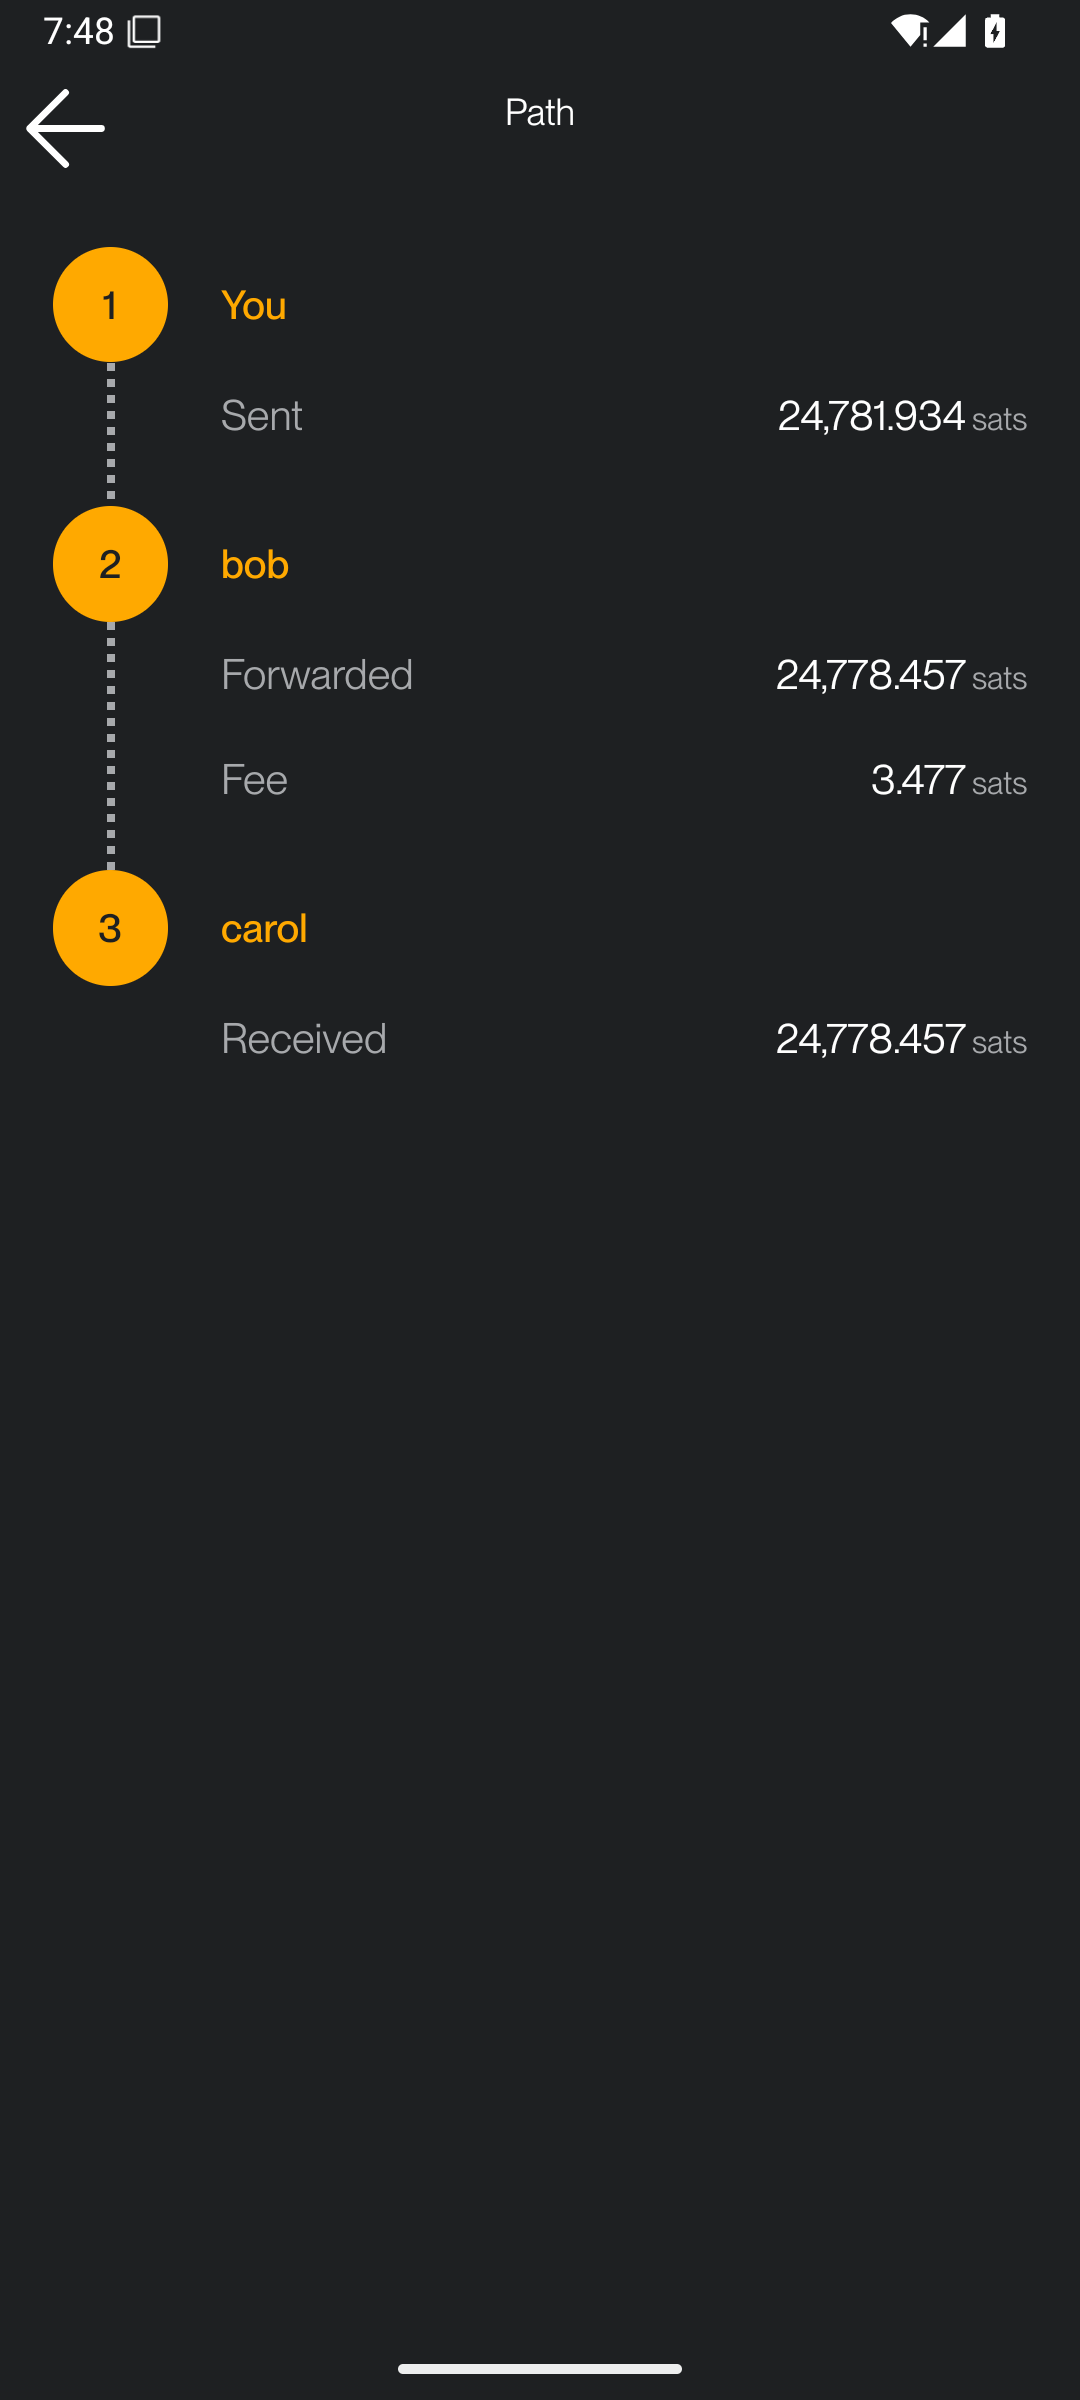 7:48
Path
1 You
Sent 24,781.934 sats
2 bob
Forwarded 24,778.457 sats
Fee 3.477 sats
3 carol
Received 24,778.457 sats